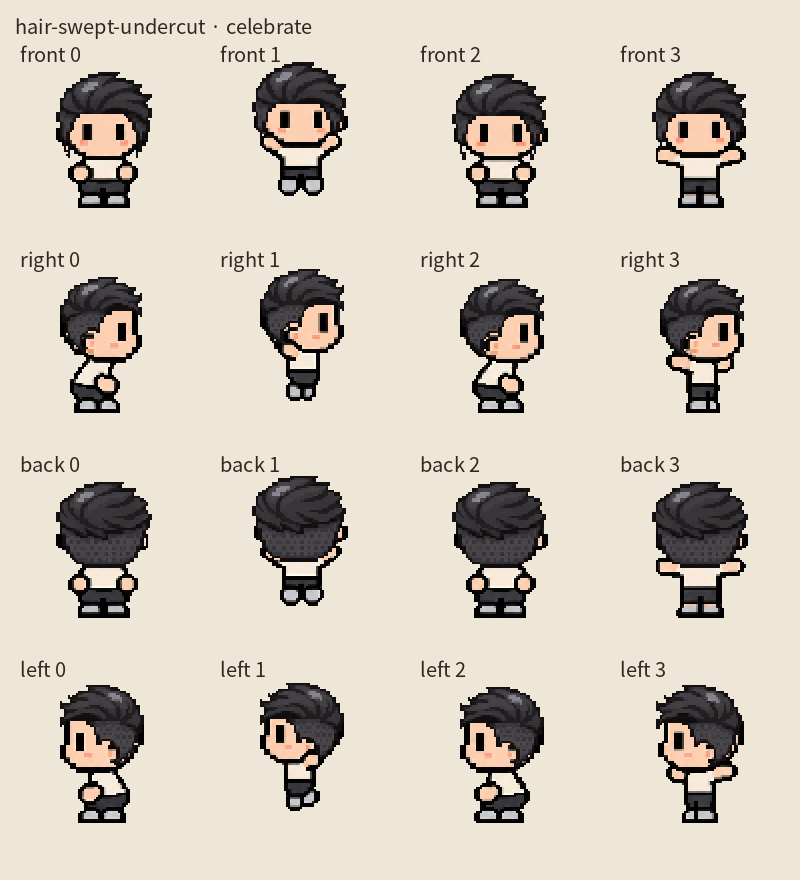 hair-swept-undercut · celebrate
front 0 front 1 front 2 front 3
right 0 right 1 right 2 right 3
back 0 back 1 back 2 back 3
left 0 left 1 left 2 left 3